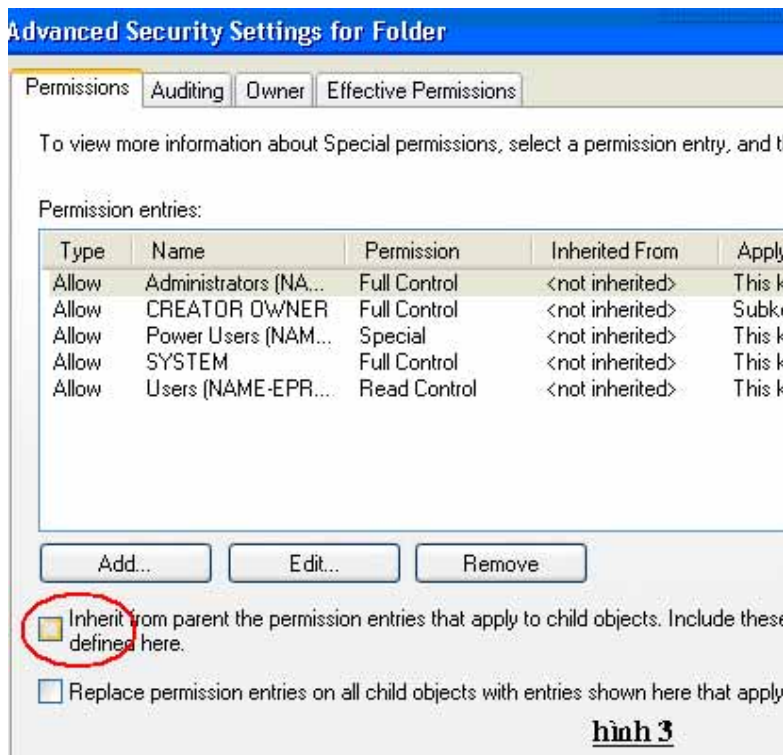 Advanced Security Settings for Folder
Permissions Auditing Owner Effective Permissions
To view more information about Special permissions, select a permission entry, and
Permission entries:
Type Name Permission Inherited From Apply
Allow Administrators (NA... Full Control <not inherited> This
Allow CREATOR OWNER Full Control <not inherited>
Allow Power Users (NAM... Special <not inherited> This
Allow SYSTEM Full Control <not inherited> This
Allow Users (NAME-EPR... Read Control <not inherited> This
Add... Edit... Remove
Inherit from parent the permission entries that apply to child objects. Include these
defined here.
Replace permission entries on all child objects with entries shown here that apply
hình 3